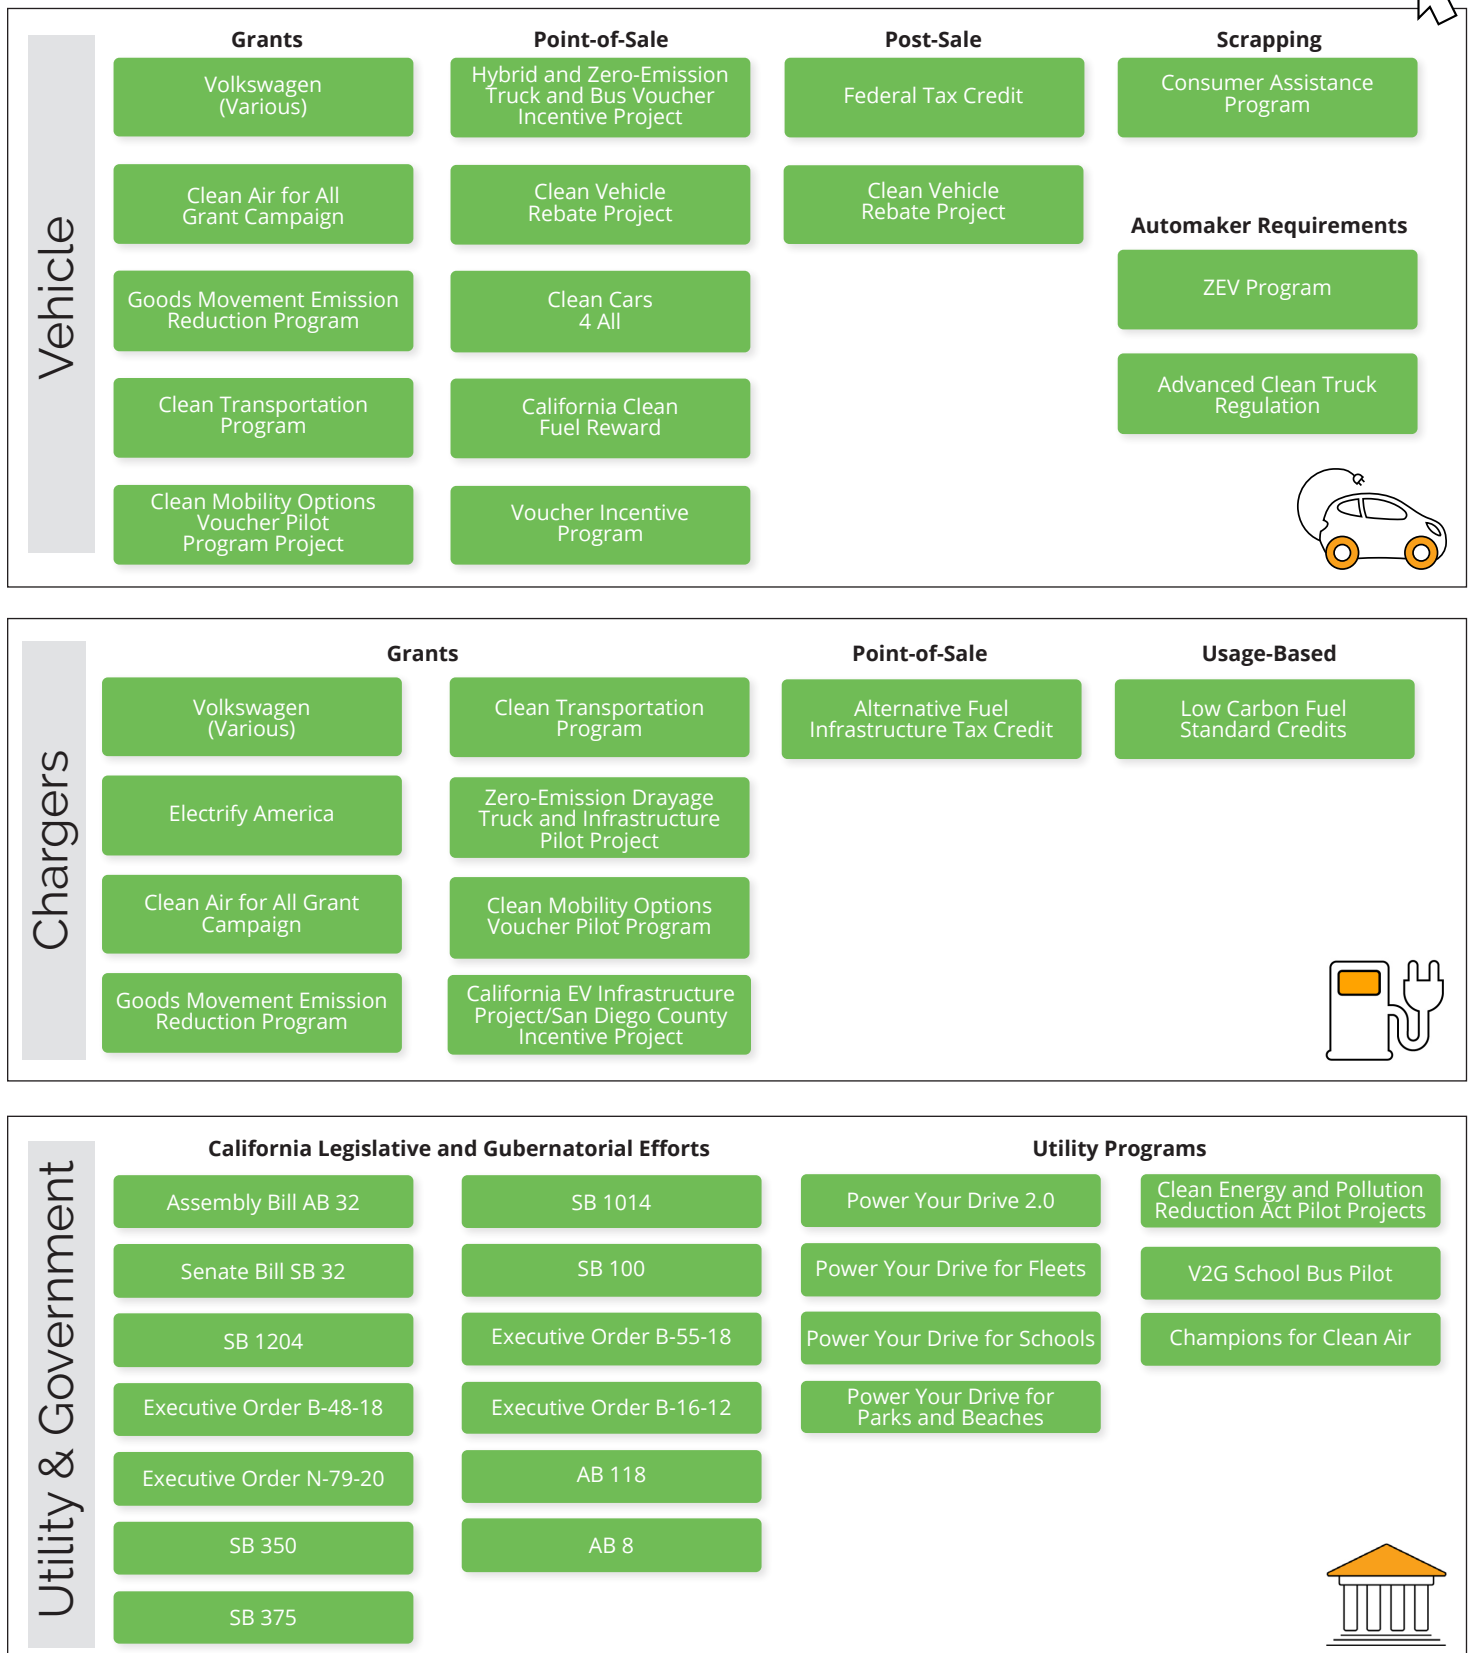 Vehicle
Grants
Volkswagen
(Various)
Clean Air for All
Grant Campaign
Goods Movement Emission
Reduction Program
Clean Transportation
Program
Clean Mobility Options
Voucher Pilot
Program Project
Point-of-Sale
Hybrid and Zero-Emission
Truck and Bus Voucher
Incentive Project
Clean Vehicle
Rebate Project
Clean Cars
4 All
California Clean
Fuel Reward
Voucher Incentive
Program
Post-Sale
Federal Tax Credit
Clean Vehicle
Rebate Project
Scrapping
Consumer Assistance
Program
Automaker Requirements
ZEV Program
Advanced Clean Truck
Regulation
Chargers
Grants
Volkswagen
(Various)
Electrify America
Clean Air for All Grant
Campaign
Goods Movement Emission
Reduction Program
Clean Transportation
Program
Zero-Emission Drayage
Truck and Infrastructure
Pilot Project
Clean Mobility Options
Voucher Pilot Program
California EV Infrastructure
Project/San Diego County
Incentive Project
Point-of-Sale
Alternative Fuel
Infrastructure Tax Credit
Usage-Based
Low Carbon Fuel
Standard Credits
Utility & Government
California Legislative and Gubernatorial Efforts
Assembly Bill AB 32
Senate Bill SB 32
SB 1204
Executive Order B-48-18
Executive Order N-79-20
SB 350
SB 375
SB 1014
SB 100
Executive Order B-55-18
Executive Order B-16-12
AB 118
AB 8
Utility Programs
Power Your Drive 2.0
Power Your Drive for Fleets
Power Your Drive for Schools
Power Your Drive for
Parks and Beaches
Clean Energy and Pollution
Reduction Act Pilot Projects
V2G School Bus Pilot
Champions for Clean Air